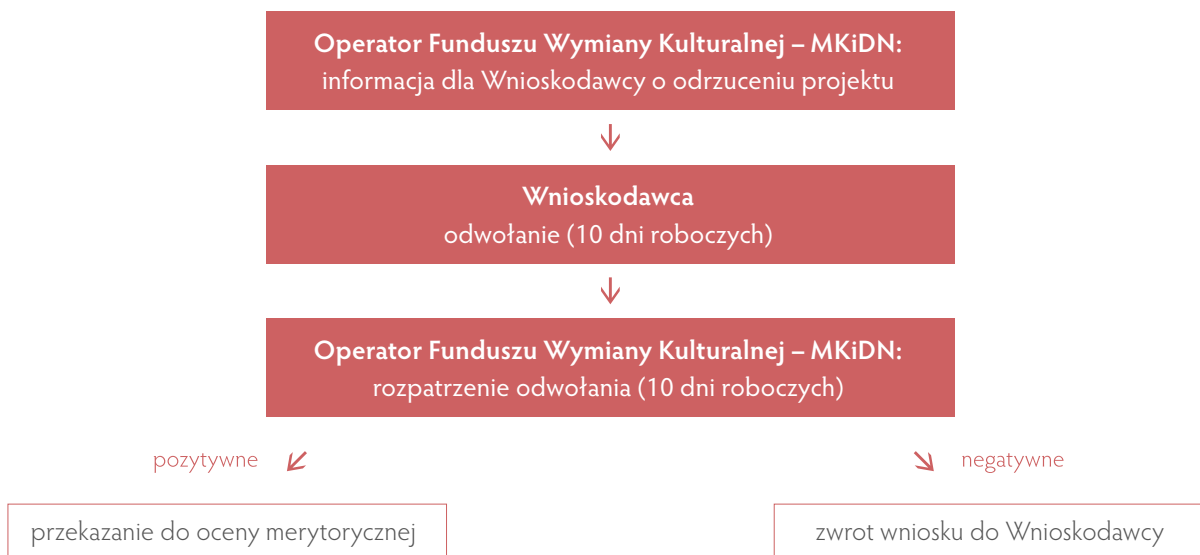 Operator Funduszu Wymiany Kulturalnej – MKiDN:
informacja dla Wnioskodawcy o odrzuceniu projektu
Wnioskodawca
odwołanie (10 dni roboczych)
Operator Funduszu Wymiany Kulturalnej – MKiDN:
rozpatrzenie odwołania (10 dni roboczych)
pozytywne
negatywne
przekazanie do oceny merytorycznej
zwrot wniosku do Wnioskodawcy